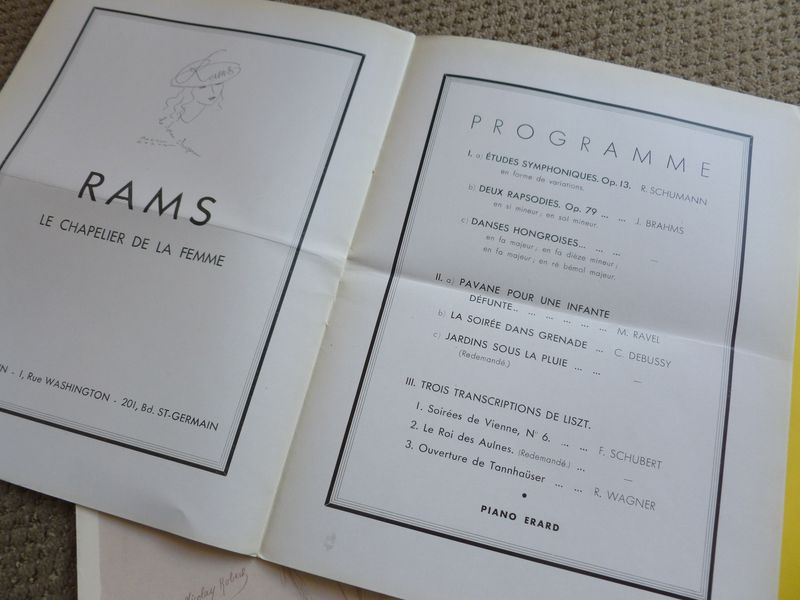 Rams
RAMS
LE CHAPELIER DE LA FEMME
N - 1, Rue WASHINGTON - 201, Bd. ST-GERMAIN
PROGRAMME
I. a) ÉTUDES SYMPHONIQUES. Op. 13. R. SCHUMANN
en forme de variations.
b) DEUX RAPSODIES. Op. 79 ... ... J. BRAHMS
en si mineur ; en sol mineur.
c) DANSES HONGROISES... ... ... —
en fa majeur ; en fa dièze mineur ;
en fa majeur ; en ré bémol majeur.
II. a) PAVANE POUR UNE INFANTE
DÉFUNTE... ... ... ... ... ... M. RAVEL
b) LA SOIRÉE DANS GRENADE ... C. DEBUSSY
c) JARDINS SOUS LA PLUIE ... ... —
(Redemandé.)
III. TROIS TRANSCRIPTIONS DE LISZT.
1. Soirées de Vienne, N° 6. ... ... F. SCHUBERT
2. Le Roi des Aulnes. (Redemandé.) ... —
3. Ouverture de Tannhaüser ... ... R. WAGNER
PIANO ERARD